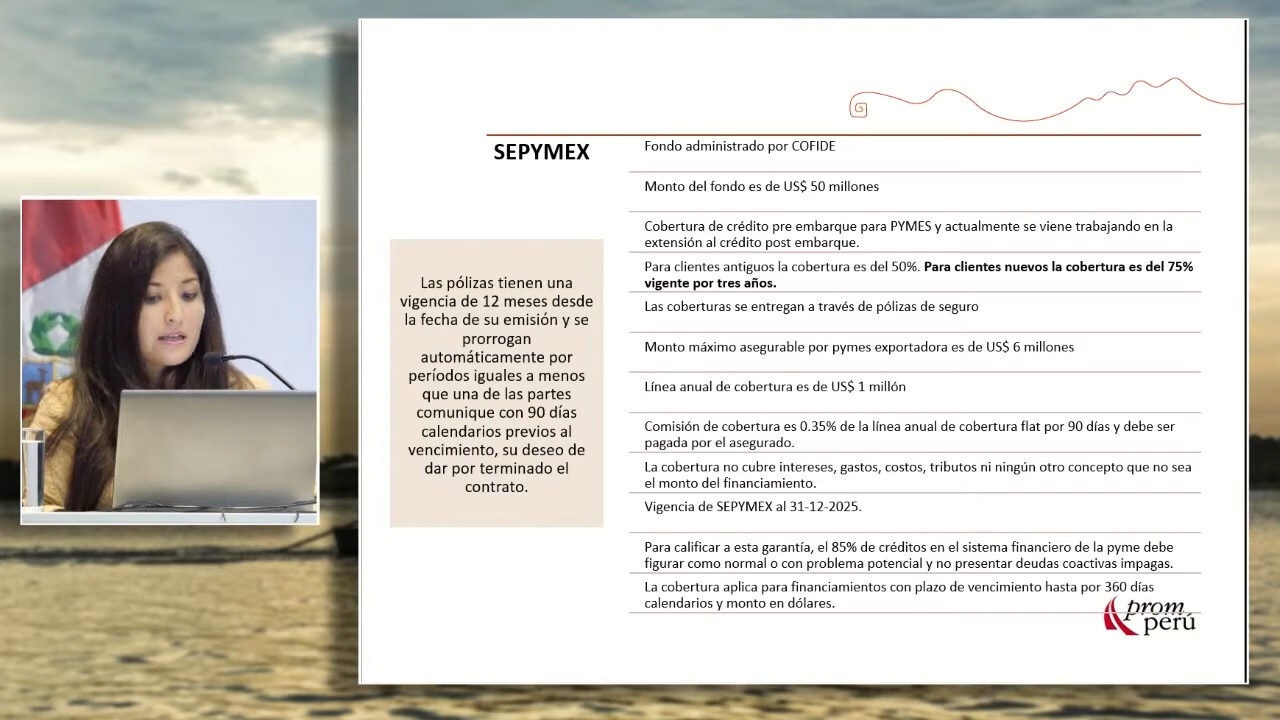 SEPYMEX
Las pólizas tienen una
vigencia de 12 meses desde
la fecha de su emisión y se
prorrogan
automáticamente por
períodos iguales a menos
que una de las partes
comunique con 90 días
calendarios previos al
vencimiento, su deseo de
dar por terminado el
contrato.
Fondo administrado por COFIDE
Monto del fondo es de US$ 50 millones
Cobertura de crédito pre embarque para PYMES y actualmente se viene trabajando en la
extensión al crédito post embarque.
Para clientes antiguos la cobertura es del 50%. Para clientes nuevos la cobertura es del 75%
vigente por tres años.
Las coberturas se entregan a través de pólizas de seguro
Monto máximo asegurable por pymes exportadora es de US$ 6 millones
Línea anual de cobertura es de US$ 1 millón
Comisión de cobertura es 0.35% de la línea anual de cobertura flat por 90 días y debe ser
pagada por el asegurado.
La cobertura no cubre intereses, gastos, costos, tributos ni ningún otro concepto que no sea
el monto del financiamiento.
Vigencia de SEPYMEX al 31-12-2025.
Para calificar a esta garantía, el 85% de créditos en el sistema financiero de la pyme debe
figurar como normal o con problema potencial y no presentar deudas coactivas impagas.
La cobertura aplica para financiamientos con plazo de vencimiento hasta por 360 días
calendarios y monto en dólares.
prom
perú